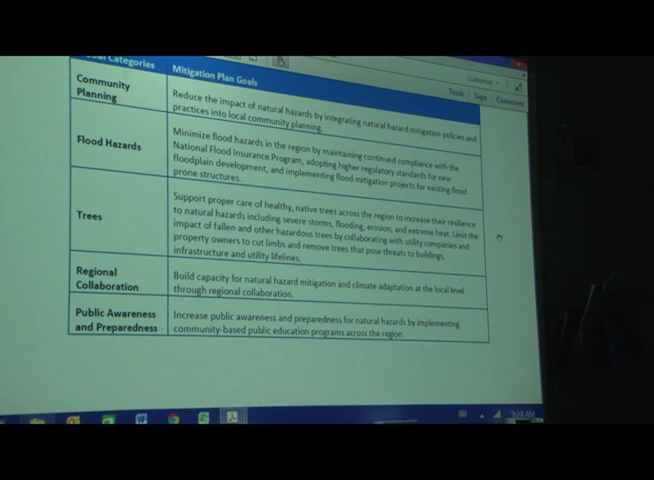 Categories Mitigation Plan Goals
Customize
Tools Sign Comment
Community
Planning
Reduce the impact of natural hazards by integrating natural hazard mitigation policies and
practices into local community planning.
Flood Hazards
Minimize flood hazards in the region by maintaining continued compliance with the
National Flood Insurance Program, adopting higher regulatory standards for new
floodplain development, and implementing flood mitigation projects for existing flood
prone structures.
Trees
Support proper care of healthy, native trees across the region to increase their resilience
to natural hazards including severe storms, flooding, erosion, and extreme heat. Limit the
impact of fallen and other hazardous trees by collaborating with utility companies and
property owners to cut limbs and remove trees that pose threats to buildings,
infrastructure and utility lifelines.
Regional
Collaboration
Build capacity for natural hazard mitigation and climate adaptation at the local level
through regional collaboration.
Public Awareness
and Preparedness
Increase public awareness and preparedness for natural hazards by implementing
community-based public education programs across the region.
9:24 AM